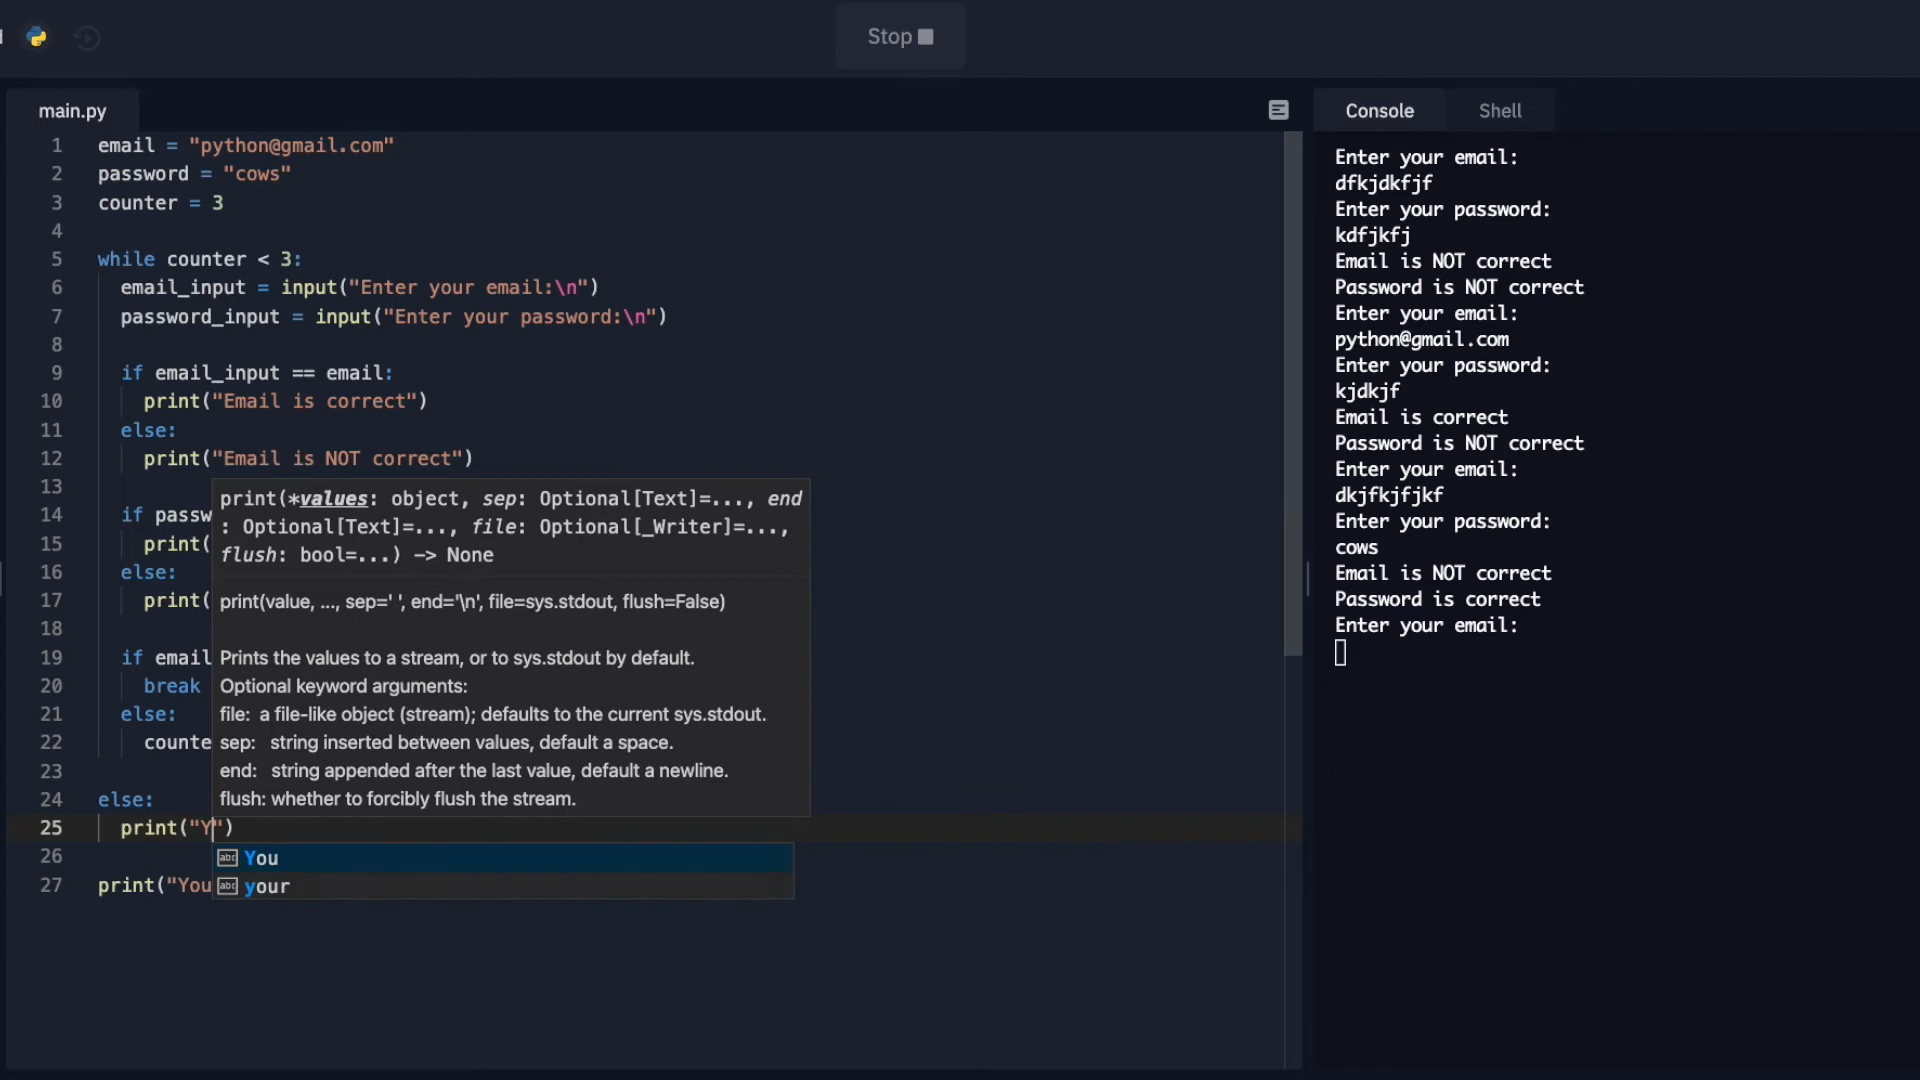 Stop
main.py
1 email = "python@gmail.com"
2 password = "cows"
3 counter = 3
4
5 while counter < 3:
6 email_input = input("Enter your email:\n")
7 password_input = input("Enter your password:\n")
8
9 if email_input == email:
10 print("Email is correct")
11 else:
12 print("Email is NOT correct")
13
14 if passw
15 print(
16 else:
17 print(
18
19 if email
20 break
21 else:
22 counte
23
24 else:
25 print("Y")
26
27 print("You
print(*values: object, sep: Optional[Text]=..., end
: Optional[Text]=..., file: Optional[_Writer]=...,
flush: bool=...) -> None
print(value, ..., sep=' ', end='\n', file=sys.stdout, flush=False)
Prints the values to a stream, or to sys.stdout by default.
Optional keyword arguments:
file: a file-like object (stream); defaults to the current sys.stdout.
sep: string inserted between values, default a space.
end: string appended after the last value, default a newline.
flush: whether to forcibly flush the stream.
abc You
abc your
Console Shell
Enter your email:
dfkjdkfjf
Enter your password:
kdfjkfj
Email is NOT correct
Password is NOT correct
Enter your email:
python@gmail.com
Enter your password:
kjdkjf
Email is correct
Password is NOT correct
Enter your email:
dkjfkjfjkf
Enter your password:
cows
Email is NOT correct
Password is correct
Enter your email: